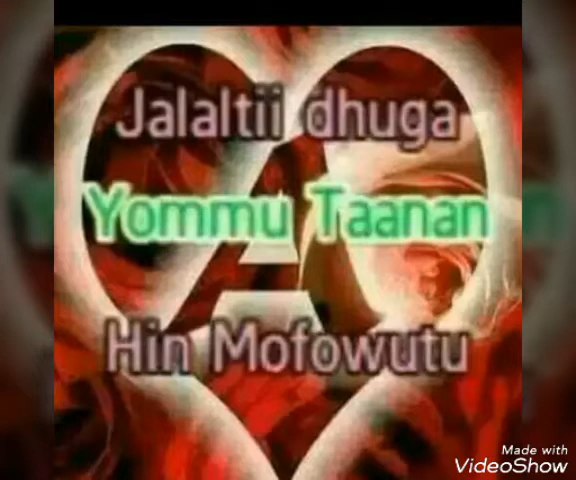 Jalaltii dhuga
Yommu Taanan
Hin Mofowutu
Made with
VideoShow